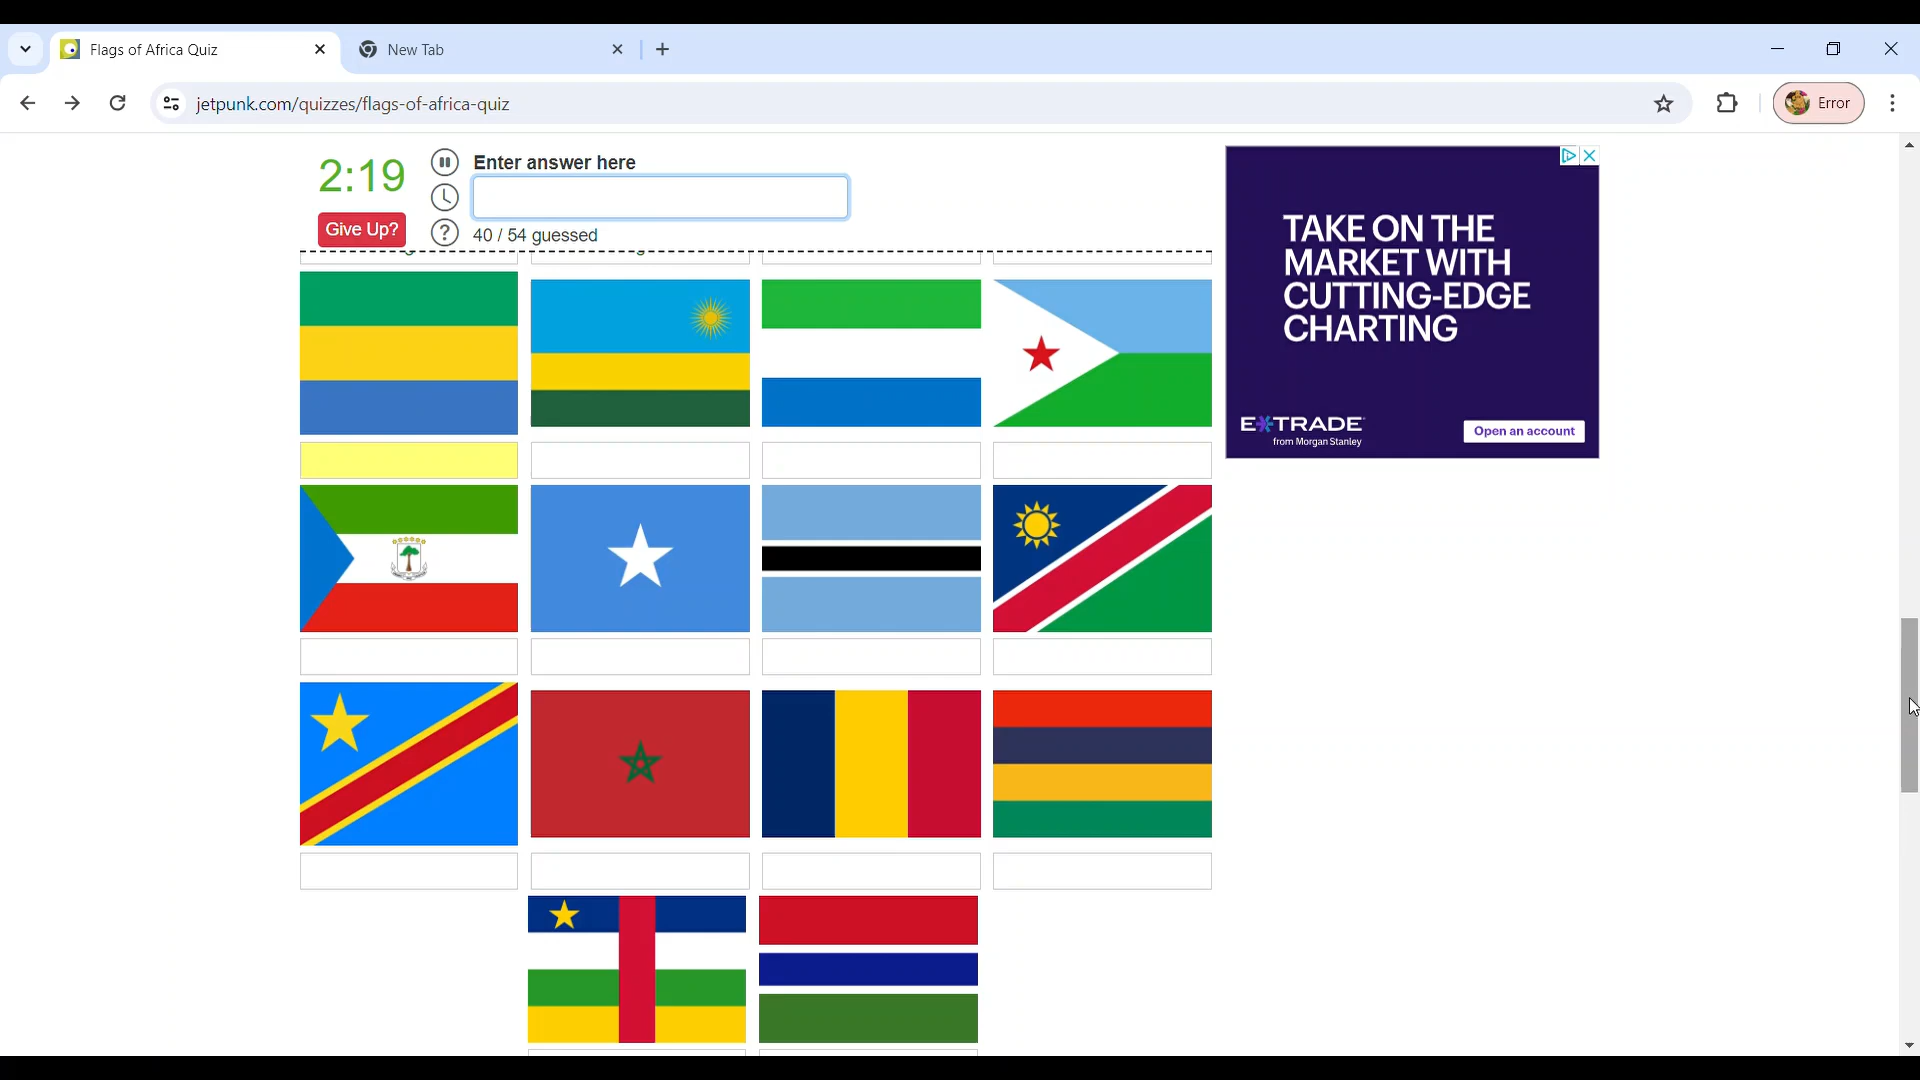 Flags of Africa Quiz
New Tab
jetpunk.com/quizzes/flags-of-africa-quiz
Error
2:19
Enter answer here
Give Up?
40 / 54 guessed
TAKE ON THE
MARKET WITH
CUTTING-EDGE
CHARTING
E*TRADE
from Morgan Stanley
Open an account